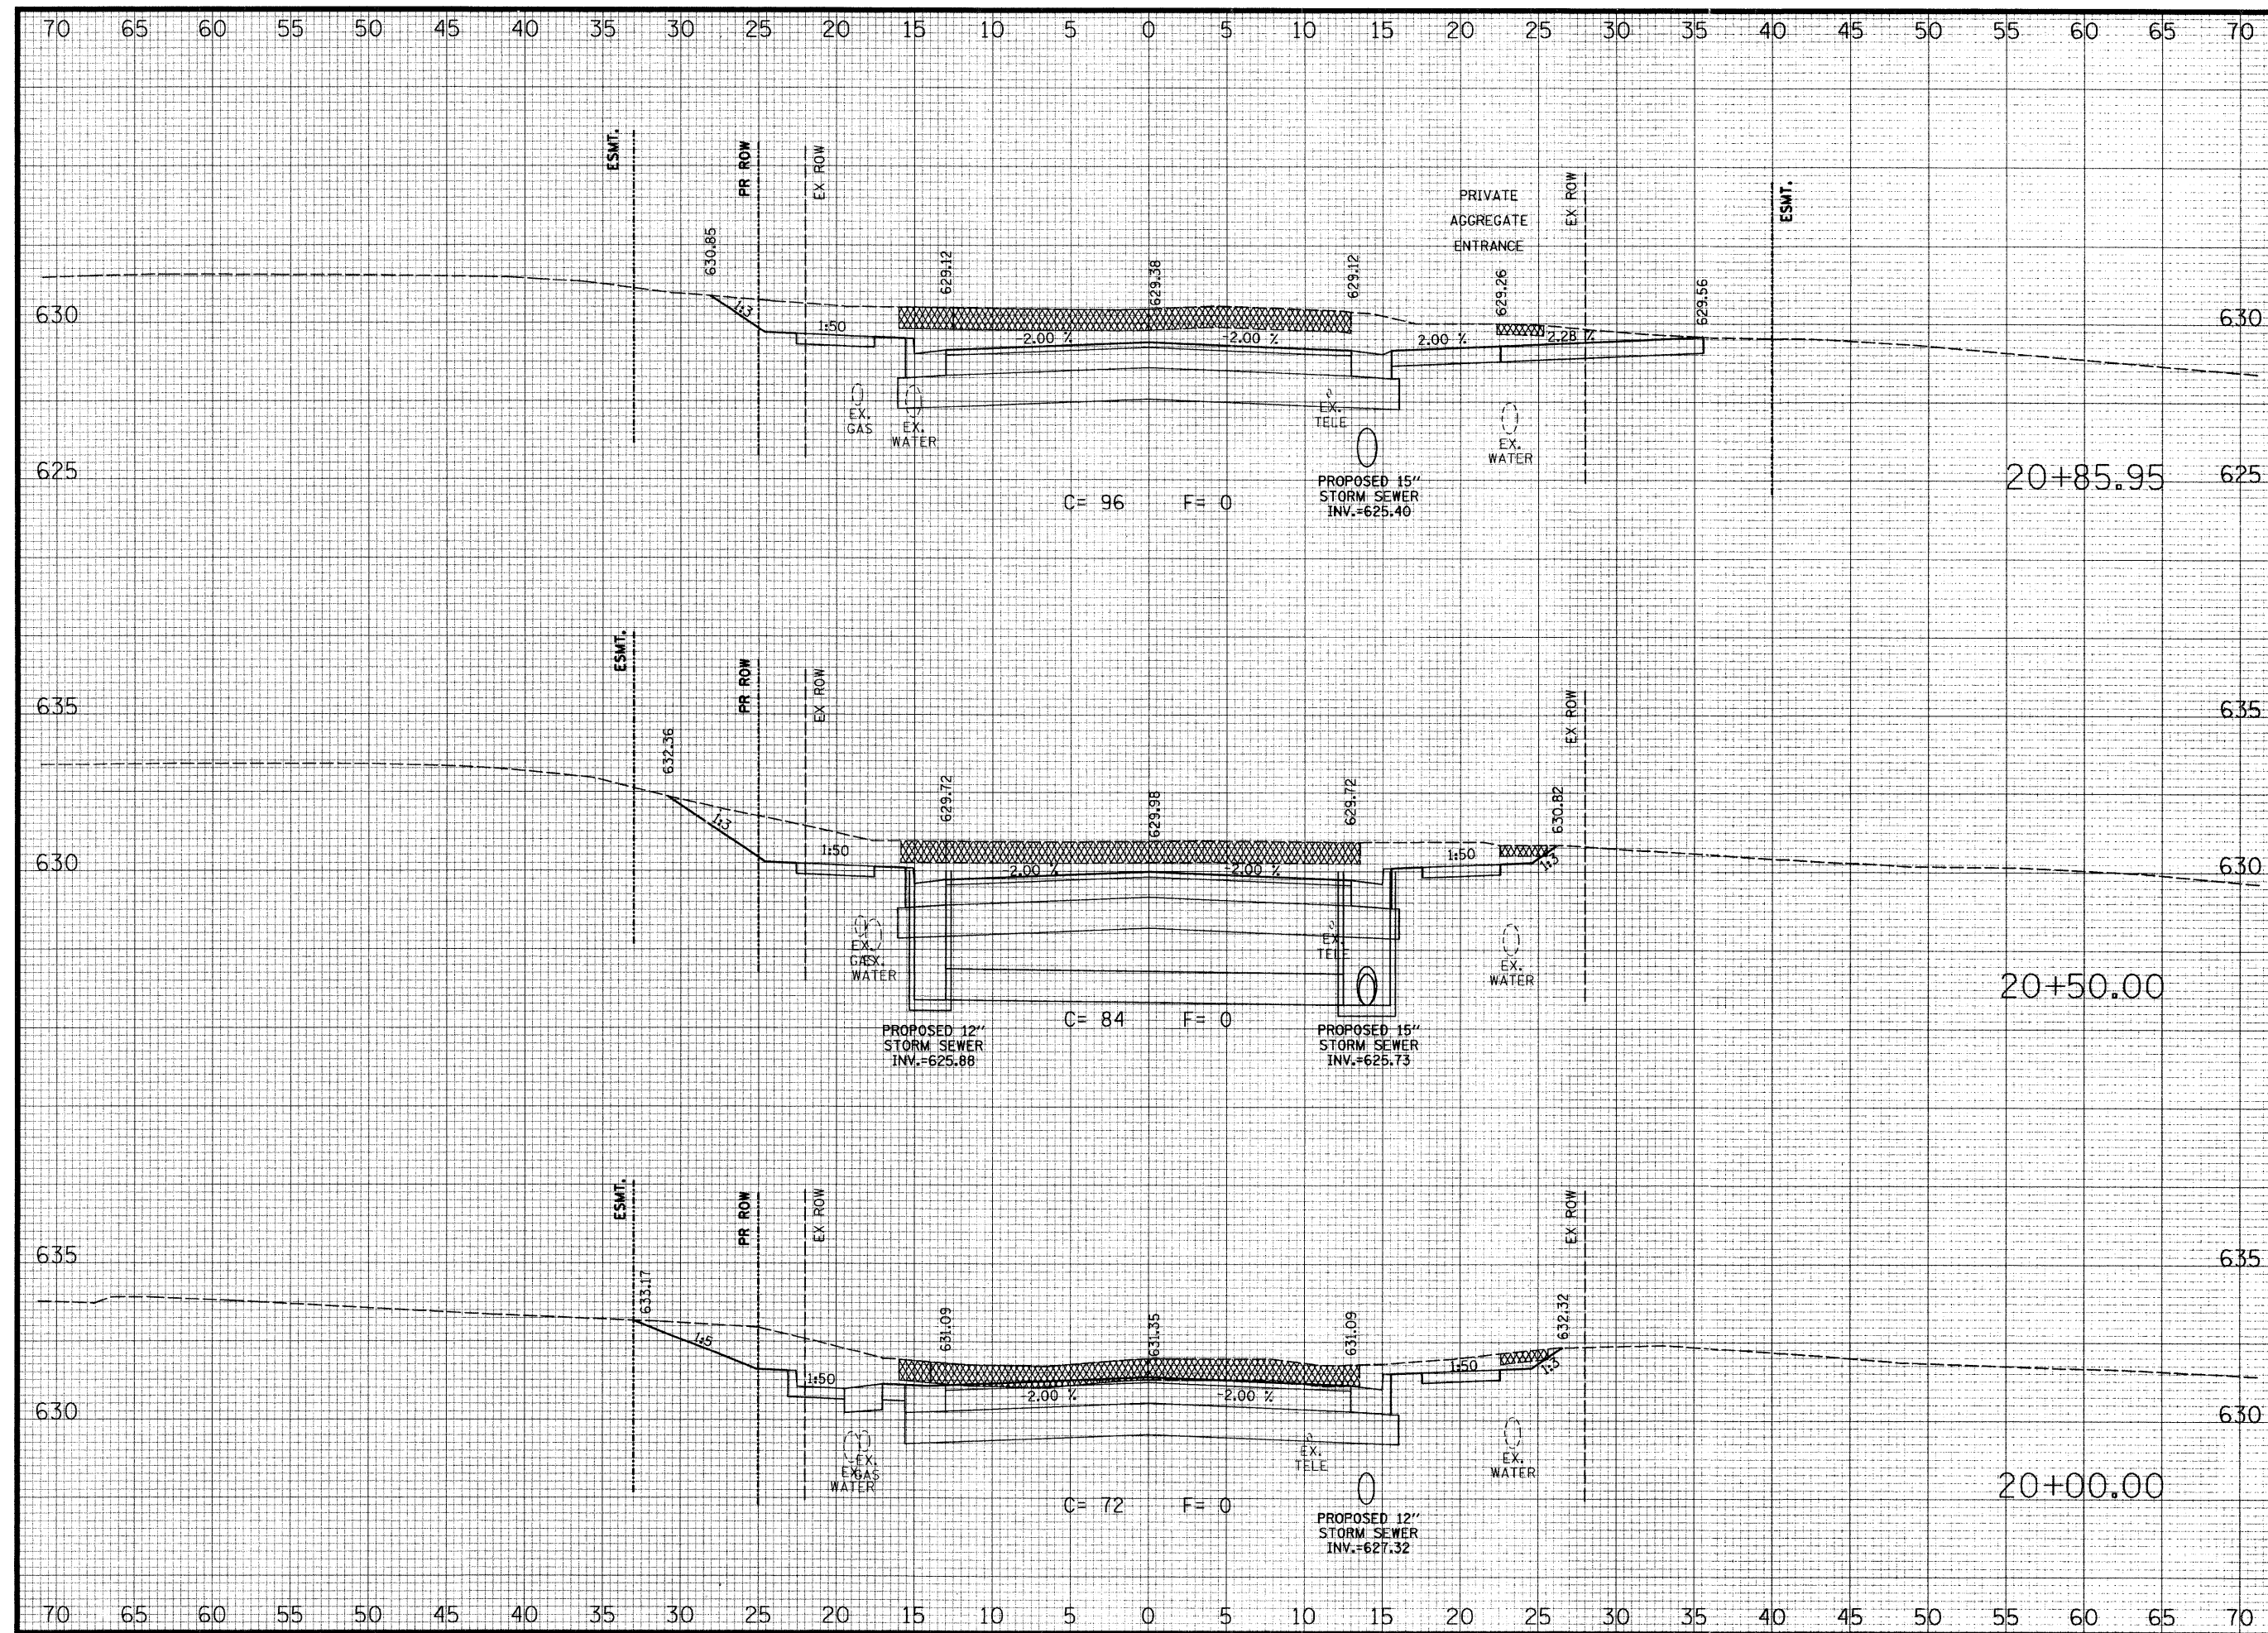 70 65 60 55 50 45 40 35 30 25 20 15 10 5 0 5 10 15 20 25 30 35 40 45 50 55 60 65 70
ESMT.
PR ROW
EX ROW
PRIVATE
AGGREGATE
ENTRANCE
EX ROW
ESMT.
630.85
629.12
629.38
629.12
629.26
629.56
630
630
1:3
1:50
-2.00 %
-2.00 %
2.00 %
2.28 %
EX.
GAS
EX.
WATER
EX.
TELE
EX.
WATER
625
625
20+85.95
PROPOSED 15"
STORM SEWER
INV.=625.40
C= 96 F= 0
ESMT.
PR ROW
EX ROW
EX ROW
635
635
632.36
629.72
629.98
629.72
630.82
1:3
1:50
-2.00 %
-2.00 %
1:50
1:3
630
630
EX.
GAS
EX.
WATER
EX.
TELE
EX.
WATER
20+50.00
C= 84 F= 0
PROPOSED 12"
STORM SEWER
INV.=625.88
PROPOSED 15"
STORM SEWER
INV.=625.73
ESMT.
PR ROW
EX ROW
EX ROW
635
635
633.17
631.09
631.35
631.09
632.32
1:5
1:50
-2.00 %
-2.00 %
1:50
1:3
630
630
EX.
GAS
EX.
WATER
EX.
TELE
EX.
WATER
20+00.00
C= 72 F= 0
PROPOSED 12"
STORM SEWER
INV.=627.32
70 65 60 55 50 45 40 35 30 25 20 15 10 5 0 5 10 15 20 25 30 35 40 45 50 55 60 65 70